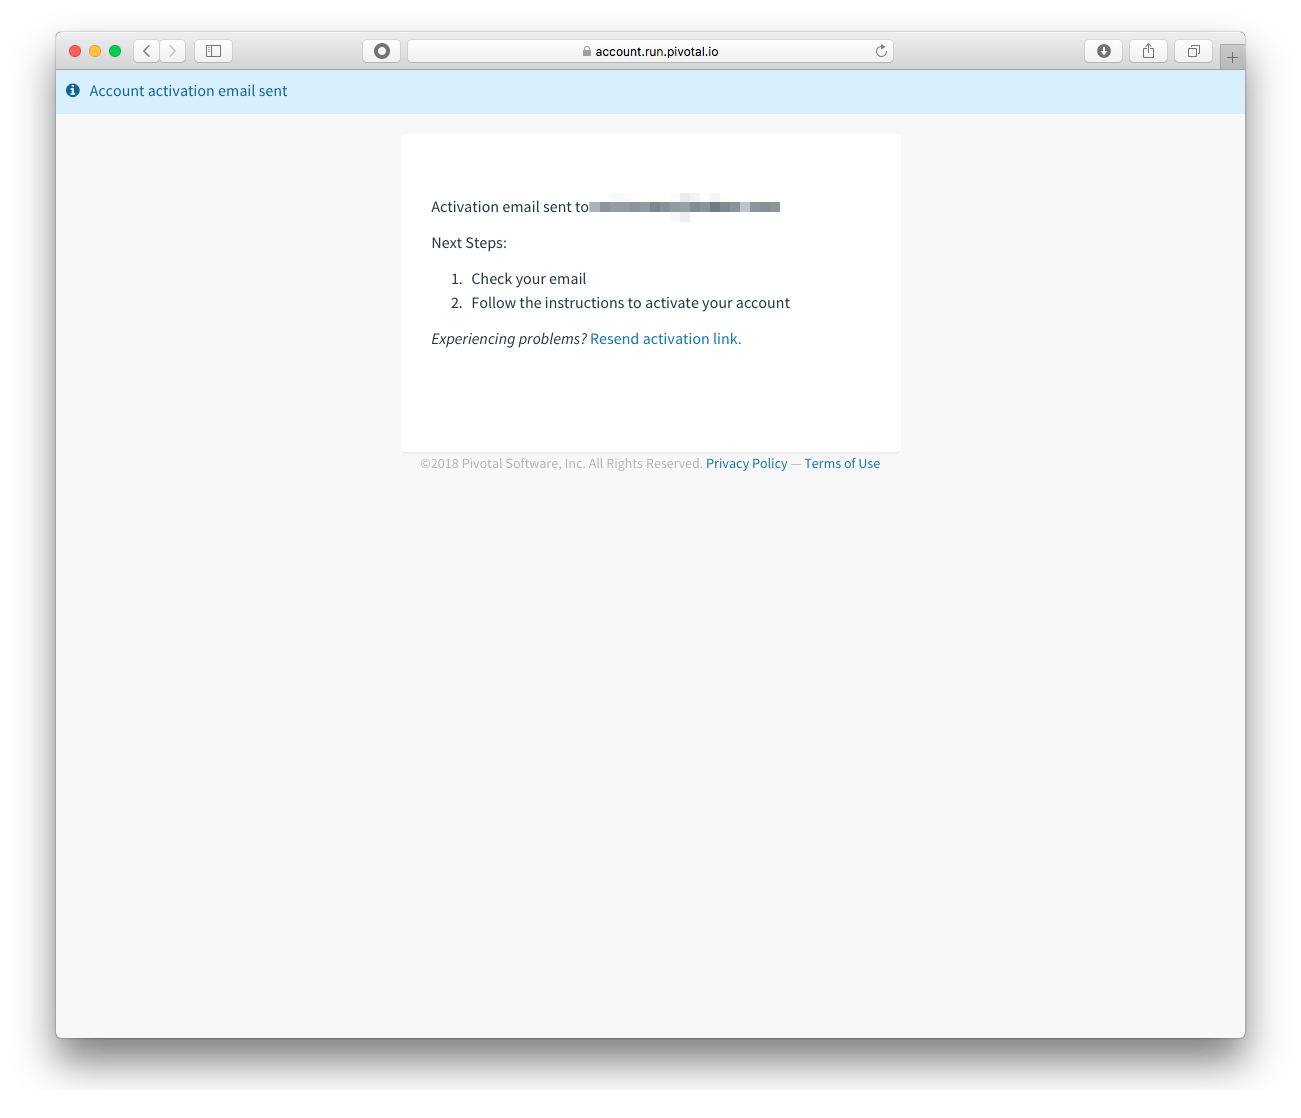 account.run.pivotal.io
Account activation email sent
Activation email sent to
Next Steps:
1. Check your email
2. Follow the instructions to activate your account
Experiencing problems? Resend activation link.
©2018 Pivotal Software, Inc. All Rights Reserved. Privacy Policy — Terms of Use